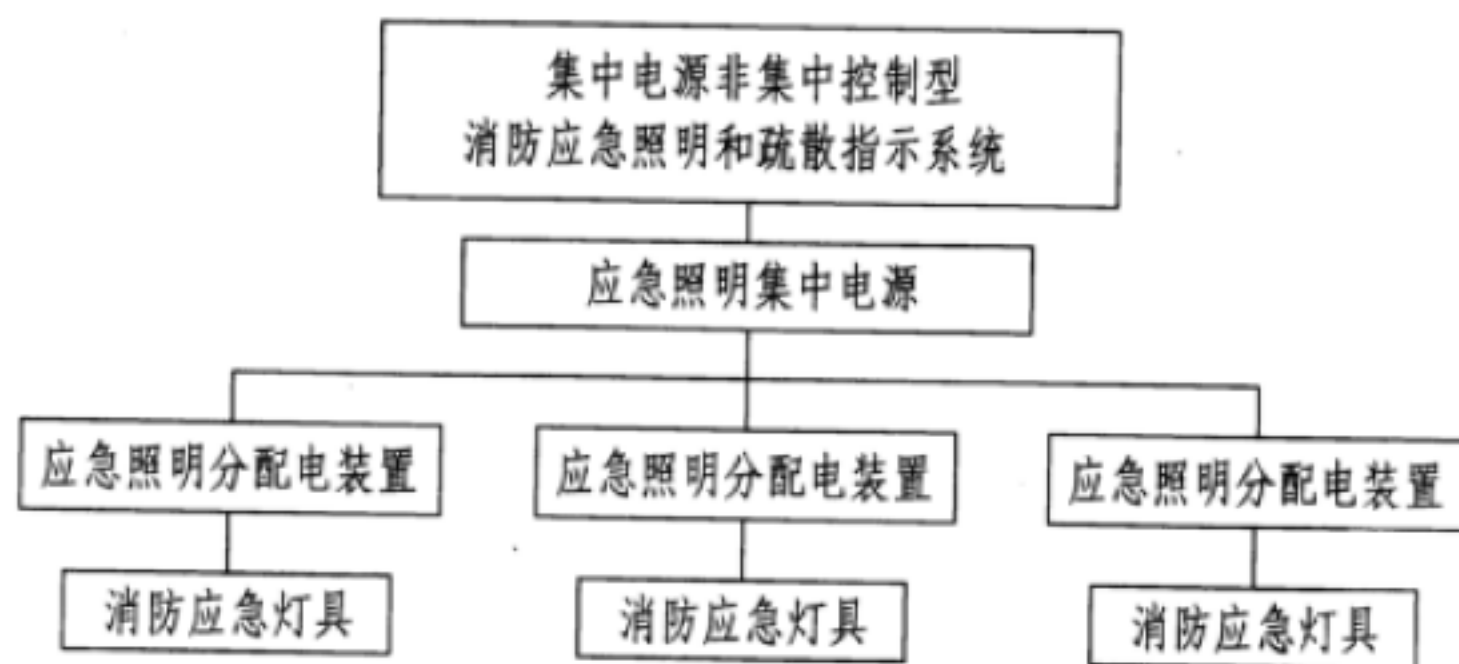 集中电源非集中控制型
消防应急照明和疏散指示系统
应急照明集中电源
应急照明分配电装置
应急照明分配电装置
应急照明分配电装置
消防应急灯具
消防应急灯具
消防应急灯具